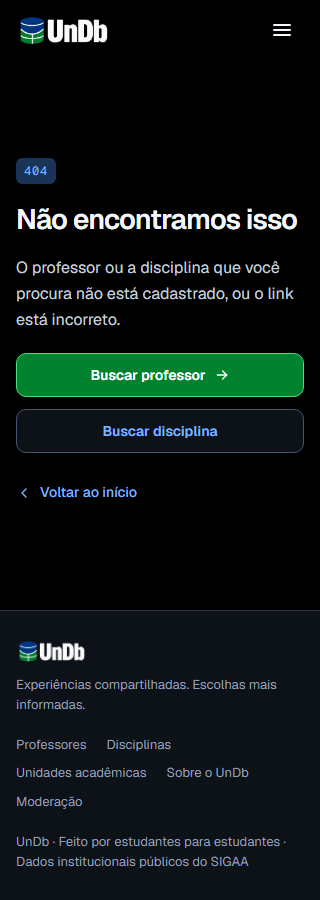 UnDb
404
Não encontramos isso
O professor ou a disciplina que você
procura não está cadastrado, ou o link
está incorreto.
Buscar professor →
Buscar disciplina
Voltar ao início
UnDb
Experiências compartilhadas. Escolhas mais
informadas.
Professores Disciplinas
Unidades acadêmicas Sobre o UnDb
Moderação
UnDb · Feito por estudantes para estudantes ·
Dados institucionais públicos do SIGAA